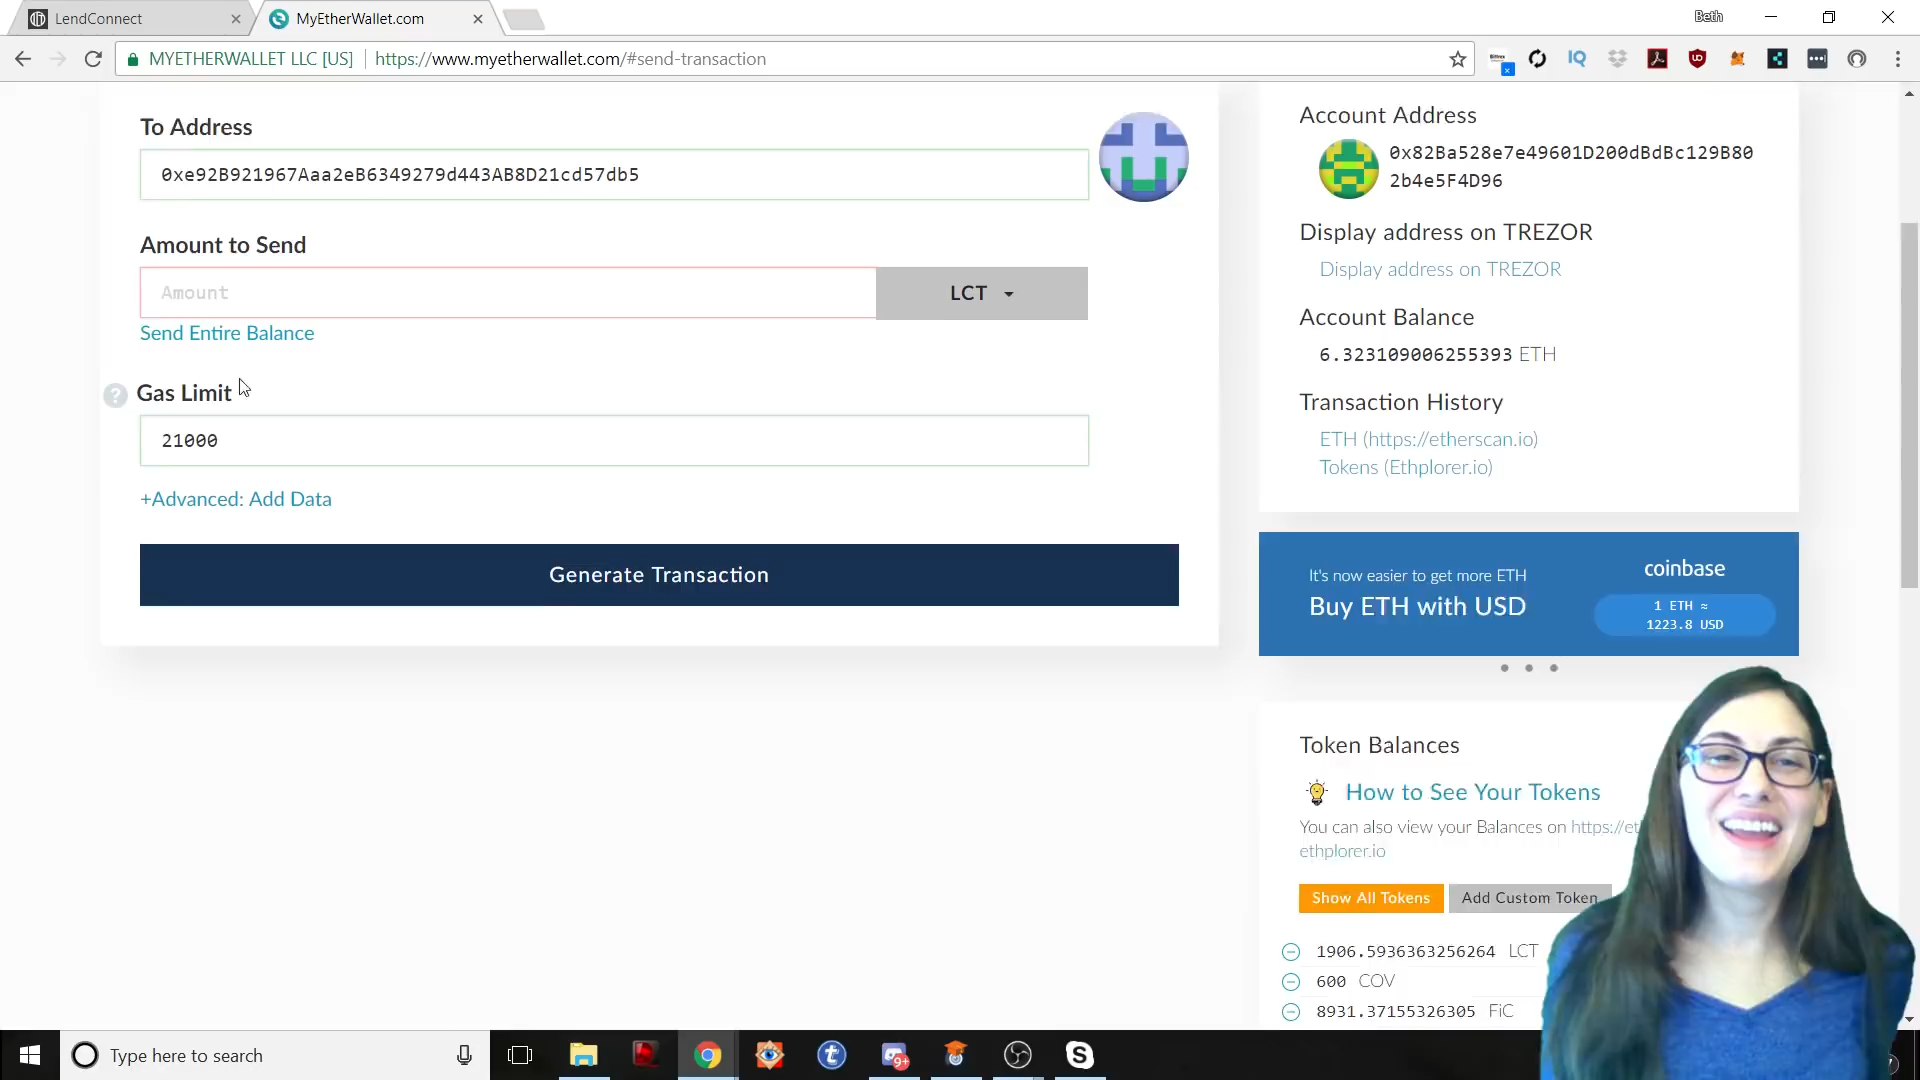 LendConnect
MyEtherWallet.com
Beth
MYETHERWALLET LLC [US]
https://www.myetherwallet.com/#send-transaction
To Address
0xe92B921967Aaa2eB6349279d443AB8D21cd57db5
Amount to Send
Amount
LCT
Send Entire Balance
Gas Limit
21000
+Advanced: Add Data
Generate Transaction
Account Address
0x82Ba528e7e49601D200dBdBc129B80
2b4e5F4D96
Display address on TREZOR
Display address on TREZOR
Account Balance
6.323109006255393 ETH
Transaction History
ETH (https://etherscan.io)
Tokens (Ethplorer.io)
It's now easier to get more ETH
Buy ETH with USD
coinbase
1 ETH ≈
1223.8 USD
Token Balances
How to See Your Tokens
You can also view your Balances on https://et
ethplorer.io
Show All Tokens
Add Custom Token
1906.5936363256264 LCT
600 COV
8931.37155326305 FiC
Type here to search